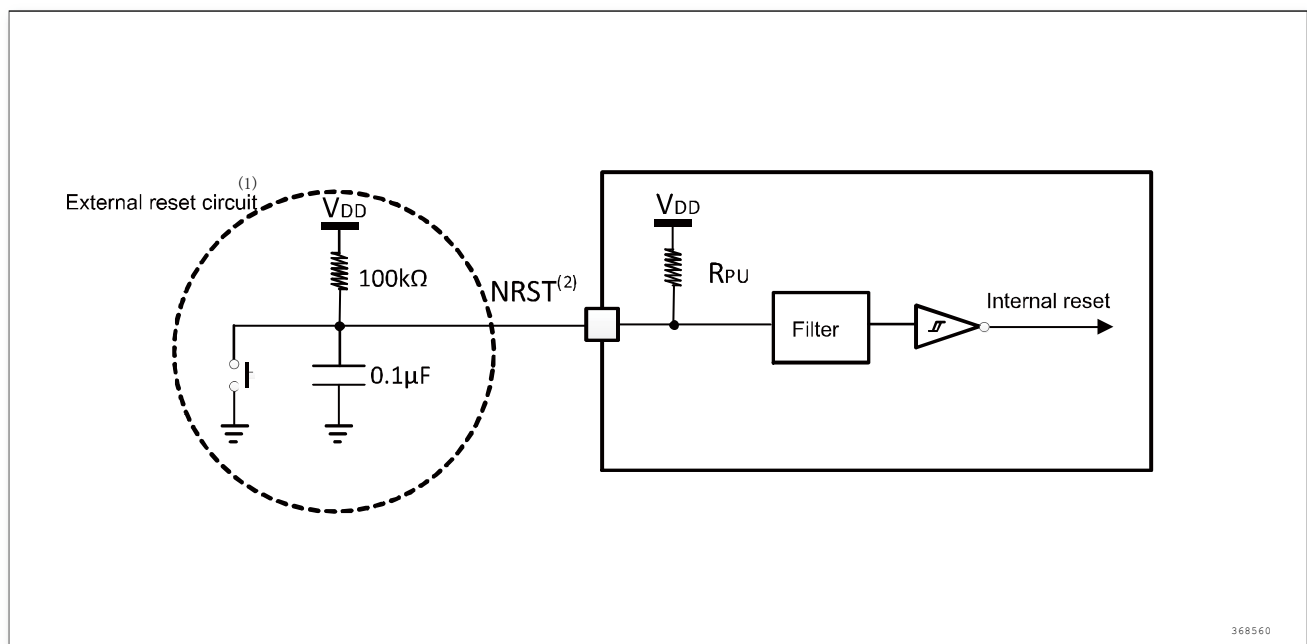 (1)
External reset circuit
VDD
VDD
100kΩ
RPU
NRST(2)
Internal reset
Filter
0.1μF
368560